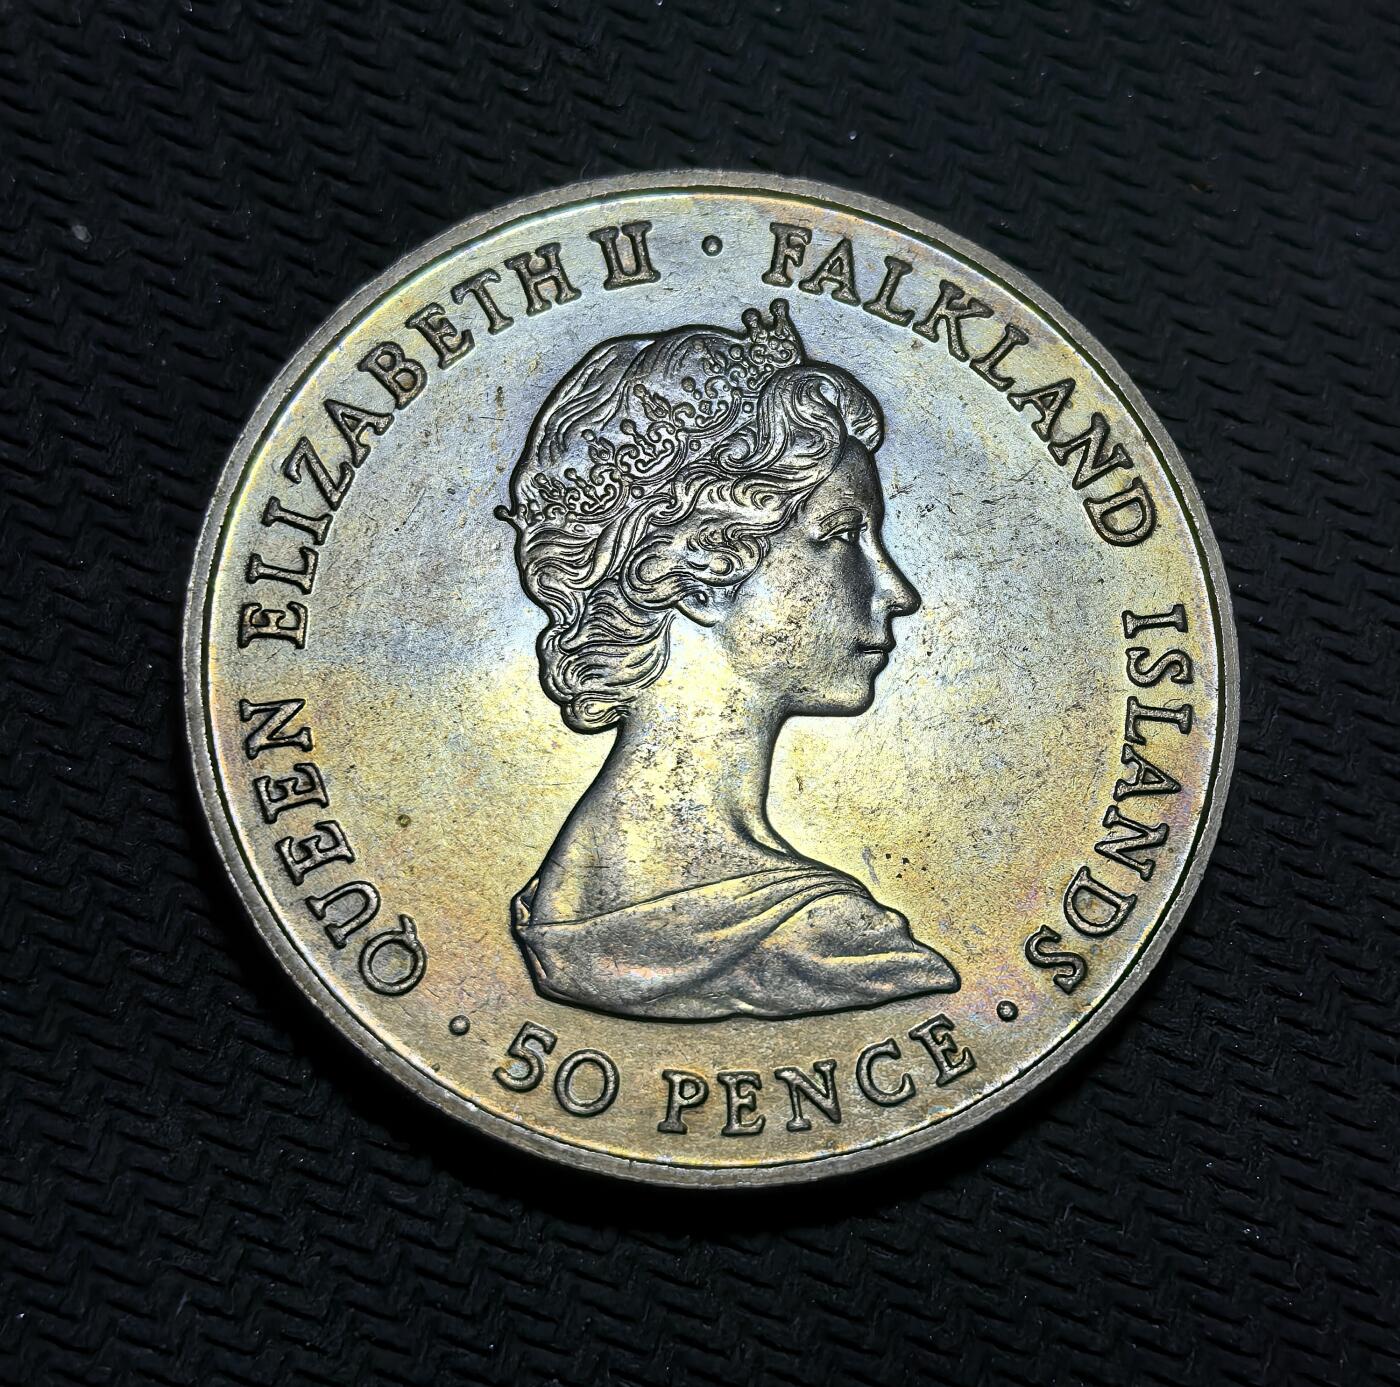 QUEEN ELIZABETH II · FALKLAND ISLANDS
· 50 PENCE ·